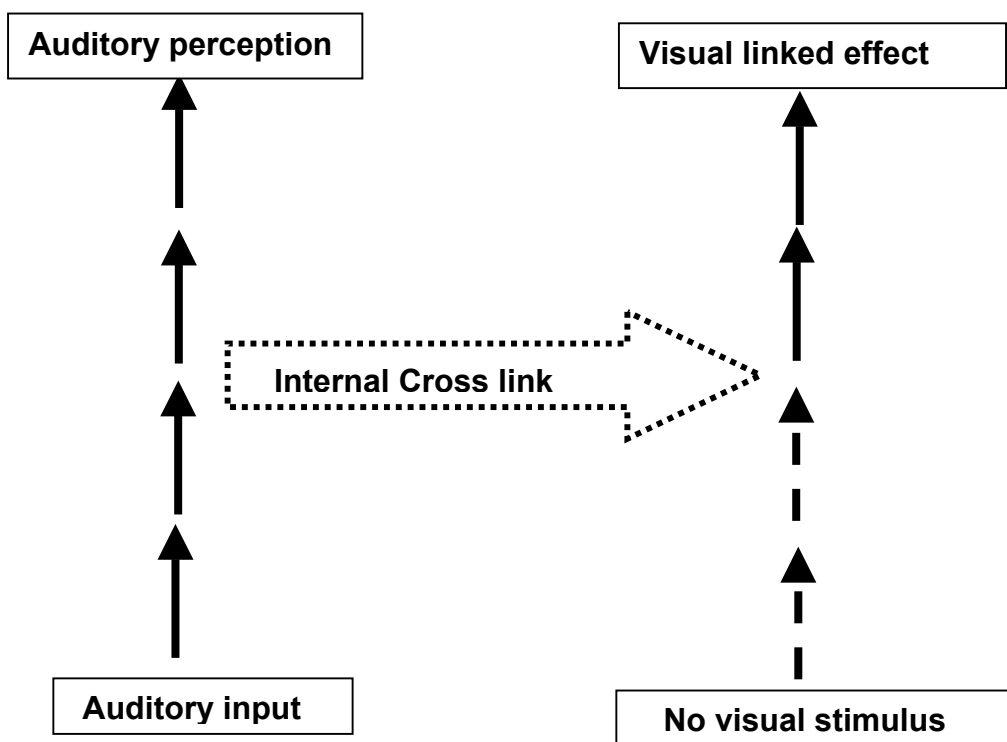 Auditory perception
Visual linked effect
Internal Cross link
Auditory input
No visual stimulus